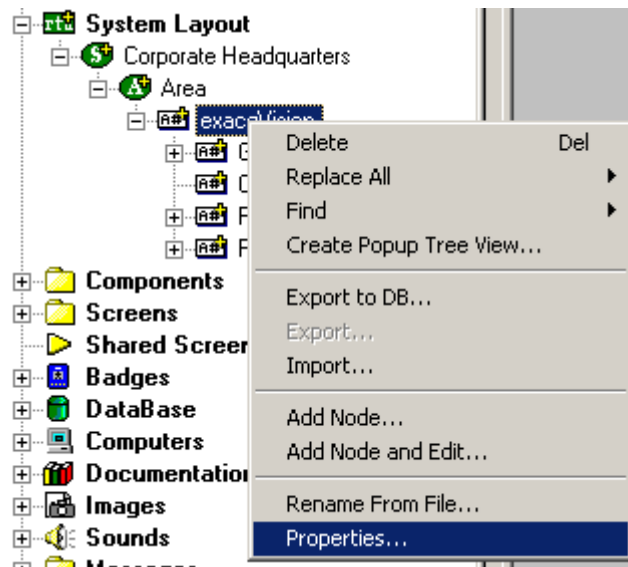 System Layout
Corporate Headquarters
Area
exacqVision
Delete Del
Replace All
Find
Create Popup Tree View...
Components
Export to DB...
Screens
Export...
Shared Screen
Import...
Badges
DataBase
Add Node...
Computers
Add Node and Edit...
Documentation
Images
Rename From File...
Sounds
Properties...
Messages